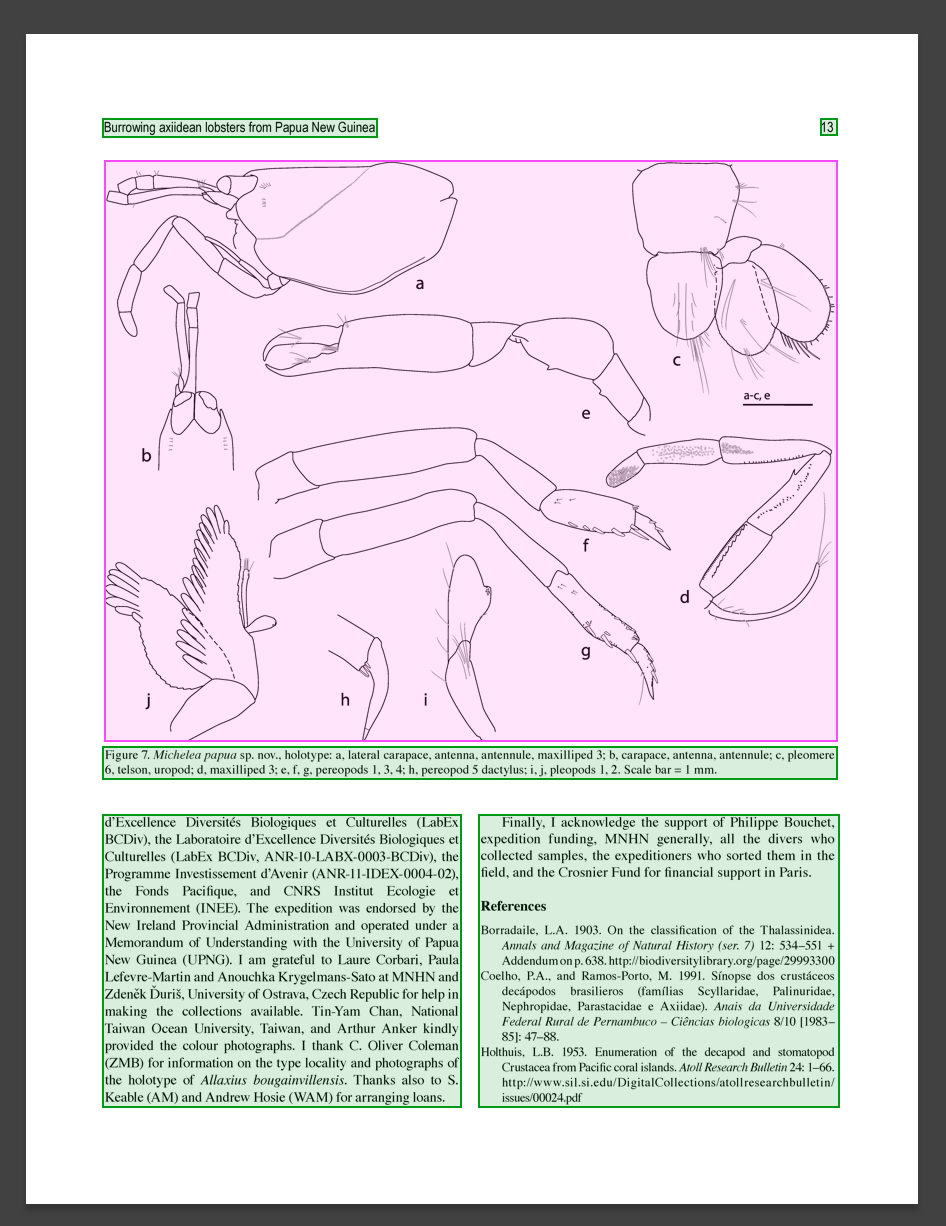 Burrowing axiidean lobsters from Papua New Guinea
13
a
b
c
a-c, e
e
f
d
g
j
h
i
Figure 7. Michelea papua sp. nov., holotype: a, lateral carapace, antenna, antennule, maxilliped 3; b, carapace, antenna, antennule; c, pleomere
6, telson, uropod; d, maxilliped 3; e, f, g, pereopods 1, 3, 4; h, pereopod 5 dactylus; i, j, pleopods 1, 2. Scale bar = 1 mm.
d’Excellence Diversités Biologiques et Culturelles (LabEx
BCDiv), the Laboratoire d’Excellence Diversités Biologiques et
Culturelles (LabEx BCDiv, ANR-10-LABX-0003-BCDiv), the
Programme Investissement d’Avenir (ANR-11-IDEX-0004-02),
the Fonds Pacifique, and CNRS Institut Ecologie et
Environnement (INEE). The expedition was endorsed by the
New Ireland Provincial Administration and operated under a
Memorandum of Understanding with the University of Papua
New Guinea (UPNG). I am grateful to Laure Corbari, Paula
Lefevre-Martin and Anouchka Krygelmans-Sato at MNHN and
Zdeněk Ďuriš, University of Ostrava, Czech Republic for help in
making the collections available. Tin-Yam Chan, National
Taiwan Ocean University, Taiwan, and Arthur Anker kindly
provided the colour photographs. I thank C. Oliver Coleman
(ZMB) for information on the type locality and photographs of
the holotype of Allaxius bougainvillensis. Thanks also to S.
Keable (AM) and Andrew Hosie (WAM) for arranging loans.
Finally, I acknowledge the support of Philippe Bouchet,
expedition funding, MNHN generally, all the divers who
collected samples, the expeditioners who sorted them in the
field, and the Crosnier Fund for financial support in Paris.
References
Borradaile, L.A. 1903. On the classification of the Thalassinidea.
Annals and Magazine of Natural History (ser. 7) 12: 534–551 +
Addendum on p. 638. http://biodiversitylibrary.org/page/29993300
Coelho, P.A., and Ramos-Porto, M. 1991. Sínopse dos crustáceos
decápodos brasilieros (famílias Scyllaridae, Palinuridae,
Nephropidae, Parastacidae e Axiidae). Anais da Universidade
Federal Rural de Pernambuco – Ciências biologicas 8/10 [1983–
85]: 47–88.
Holthuis, L.B. 1953. Enumeration of the decapod and stomatopod
Crustacea from Pacific coral islands. Atoll Research Bulletin 24: 1–66.
http://www.sil.si.edu/DigitalCollections/atollresearchbulletin/
issues/00024.pdf